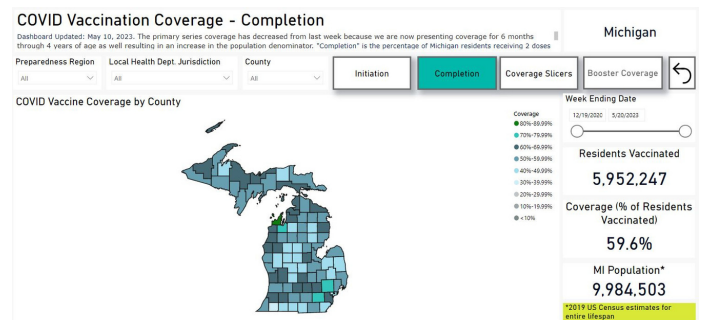 COVID Vaccination Coverage - Completion
Dashboard Updated: May 10, 2023. The primary series coverage has decreased from last week because we are now presenting coverage for 6 months
through 4 years of age as well resulting in an increase in the population denominator. "Completion" is the percentage of Michigan residents receiving 2 doses
Michigan
Preparedness Region
Local Health Dept. Jurisdiction
County
All
All
All
Initiation
Completion
Coverage Slicers
Booster Coverage
COVID Vaccine Coverage by County
Coverage
80%-89.99%
70%-79.99%
60%-69.99%
50%-59.99%
40%-49.99%
30%-39.99%
20%-29.99%
10%-19.99%
<10%
Week Ending Date
12/19/2020
5/20/2023
Residents Vaccinated
5,952,247
Coverage (% of Residents
Vaccinated)
59.6%
MI Population*
9,984,503
*2019 US Census estimates for
entire lifespan